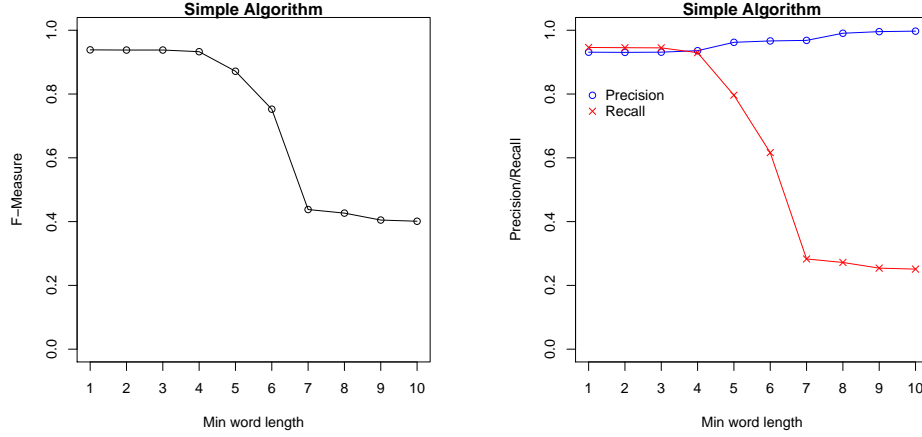 Simple Algorithm
F−Measure
1.0
0.8
0.6
0.4
0.2
0.0
1 2 3 4 5 6 7 8 9 10
Min word length
Simple Algorithm
Precision/Recall
1.0
0.8
0.6
0.4
0.2
0.0
Precision
Recall
1 2 3 4 5 6 7 8 9 10
Min word length